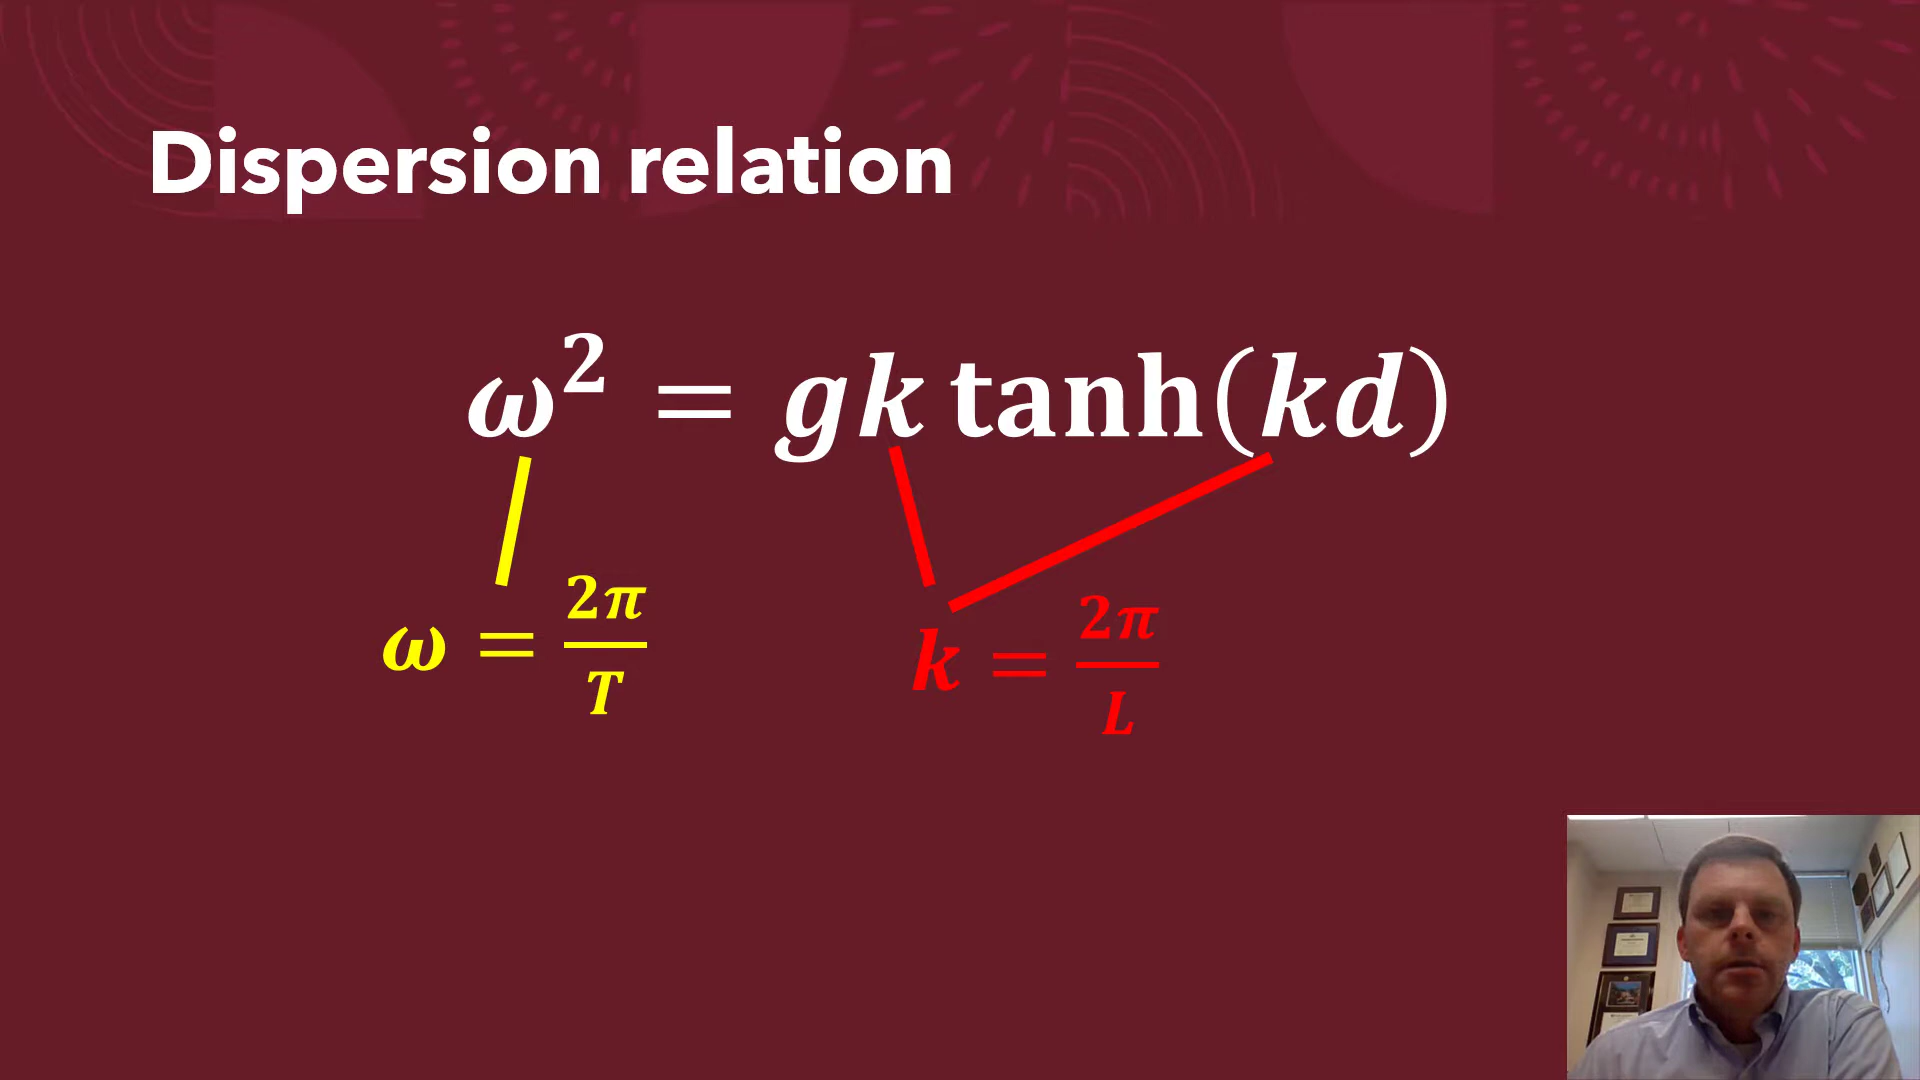 Dispersion relation
ω² = gk tanh(kd)
ω = 2π/T
k = 2π/L